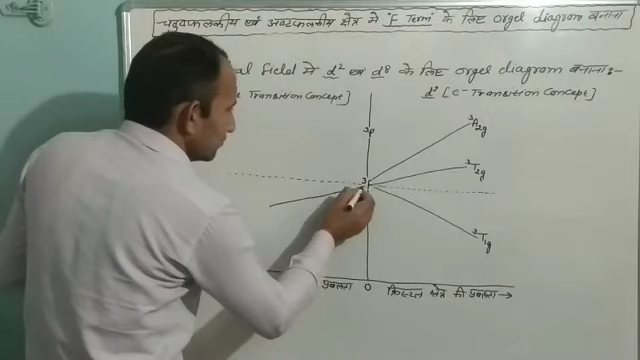 चतुष्फलकीय एवं अष्टफलकीय क्षेत्र में "F Term" के लिए orgel diagram बनाना
al field में d² एवं d⁸ के लिए orgel diagram बनाना:-
Transition Concept]
d² [e⁻ Transition Concept]
³P
³A₂g
³T₂g
³F
³T₁g
प्रबलता 0 क्रिस्टल क्षेत्र की प्रबलता →